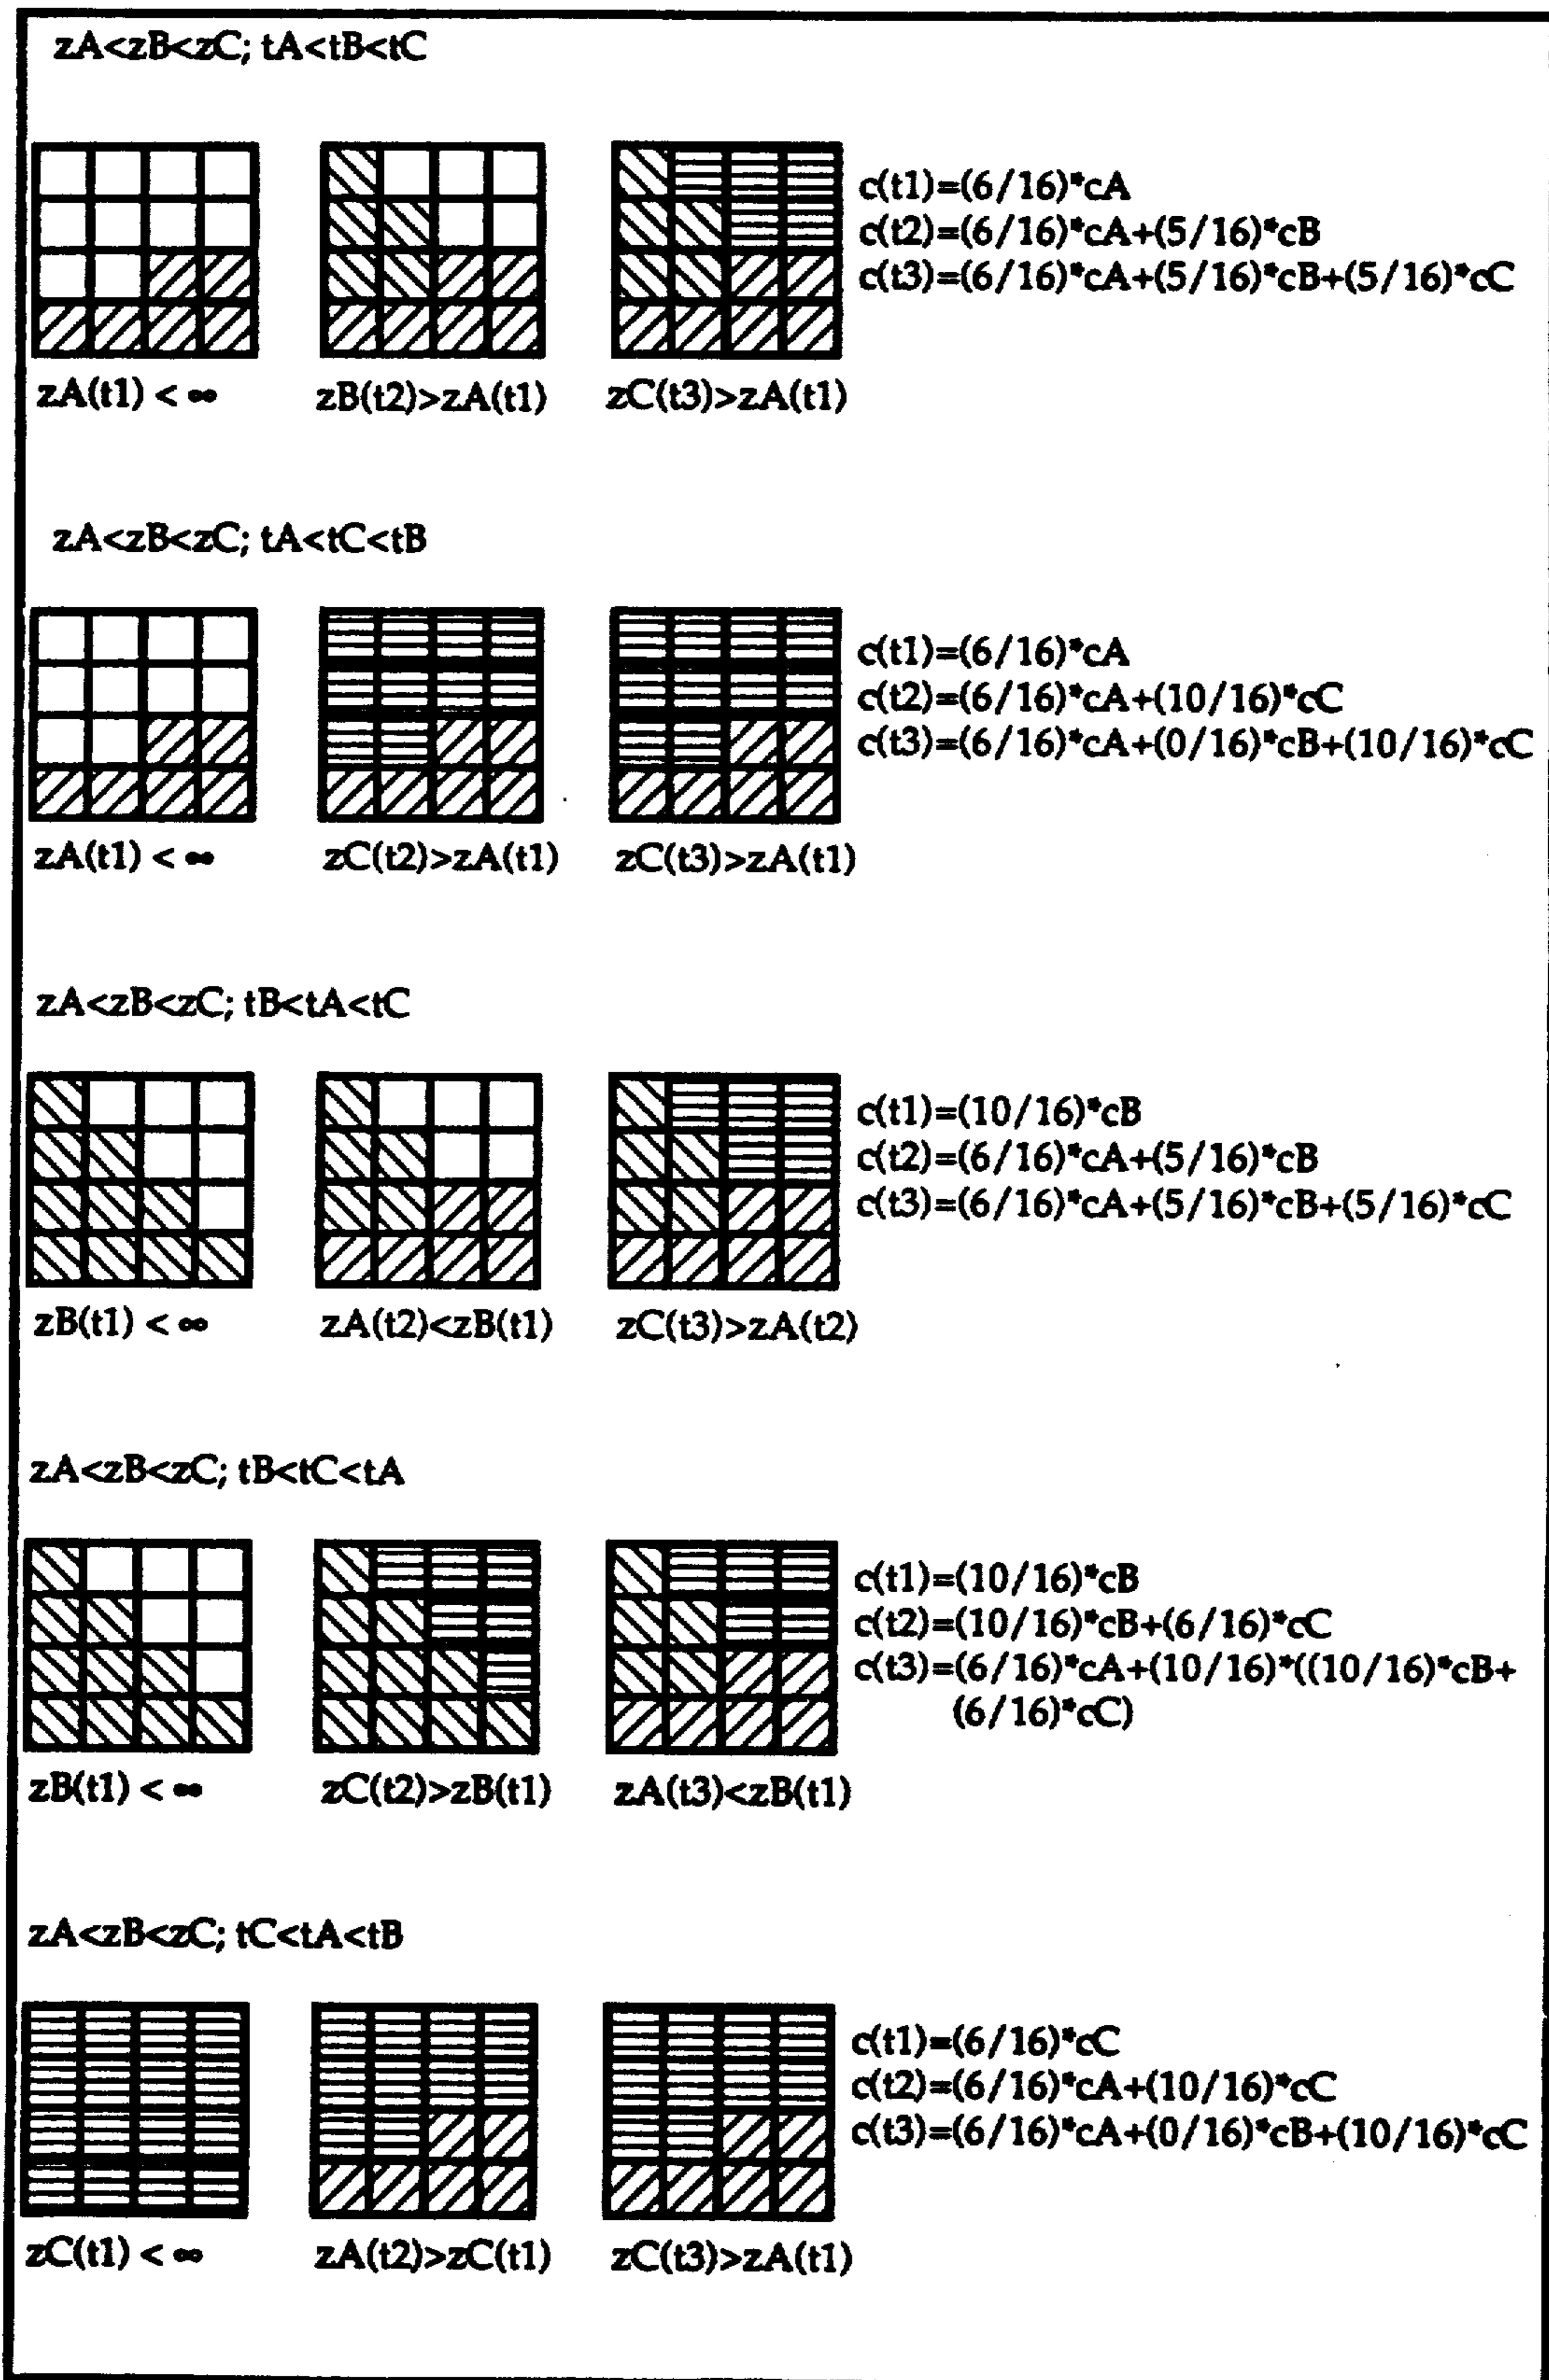 zA<zB<zC; tA<tB<tC
c(t1)=(6/16)*cA
c(t2)=(6/16)*cA+(5/16)*cB
c(t3)=(6/16)*cA+(5/16)*cB+(5/16)*cC
zA(t1) < ∞
zB(t2)>zA(t1)
zC(t3)>zA(t1)
zA<zB<zC; tA<tC<tB
c(t1)=(6/16)*cA
c(t2)=(6/16)*cA+(10/16)*cC
c(t3)=(6/16)*cA+(0/16)*cB+(10/16)*cC
zA(t1) < ∞
zC(t2)>zA(t1)
zC(t3)>zA(t1)
zA<zB<zC; tB<tA<tC
c(t1)=(10/16)*cB
c(t2)=(6/16)*cA+(5/16)*cB
c(t3)=(6/16)*cA+(5/16)*cB+(5/16)*cC
zB(t1) < ∞
zA(t2)<zB(t1)
zC(t3)>zA(t2)
zA<zB<zC; tB<tC<tA
c(t1)=(10/16)*cB
c(t2)=(10/16)*cB+(6/16)*cC
c(t3)=(6/16)*cA+(10/16)*((10/16)*cB+
(6/16)*cC)
zB(t1) < ∞
zC(t2)>zB(t1)
zA(t3)<zB(t1)
zA<zB<zC; tC<tA<tB
c(t1)=(6/16)*cC
c(t2)=(6/16)*cA+(10/16)*cC
c(t3)=(6/16)*cA+(0/16)*cB+(10/16)*cC
zC(t1) < ∞
zA(t2)>zC(t1)
zC(t3)>zA(t1)